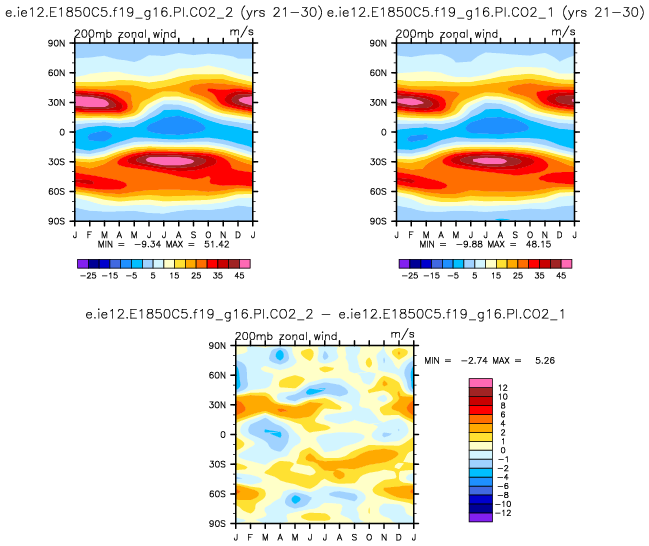 e.ie12.E1850C5.f19_g16.PI.CO2_2 (yrs 21−30)
200mb zonal wind m/s
90N
60N
30N
0
30S
60S
90S
J F M A M J J A S O N D J
MIN = −9.34 MAX = 51.42
−25 −15 −5 5 15 25 35 45
e.ie12.E1850C5.f19_g16.PI.CO2_1 (yrs 21−30)
200mb zonal wind m/s
90N
60N
30N
0
30S
60S
90S
J F M A M J J A S O N D J
MIN = −9.88 MAX = 48.15
−25 −15 −5 5 15 25 35 45
e.ie12.E1850C5.f19_g16.PI.CO2_2 − e.ie12.E1850C5.f19_g16.PI.CO2_1
200mb zonal wind m/s
90N
60N
30N
0
30S
60S
90S
J F M A M J J A S O N D J
MIN = −2.74 MAX = 5.26
12
10
8
6
4
2
1
0
−1
−2
−4
−6
−8
−10
−12